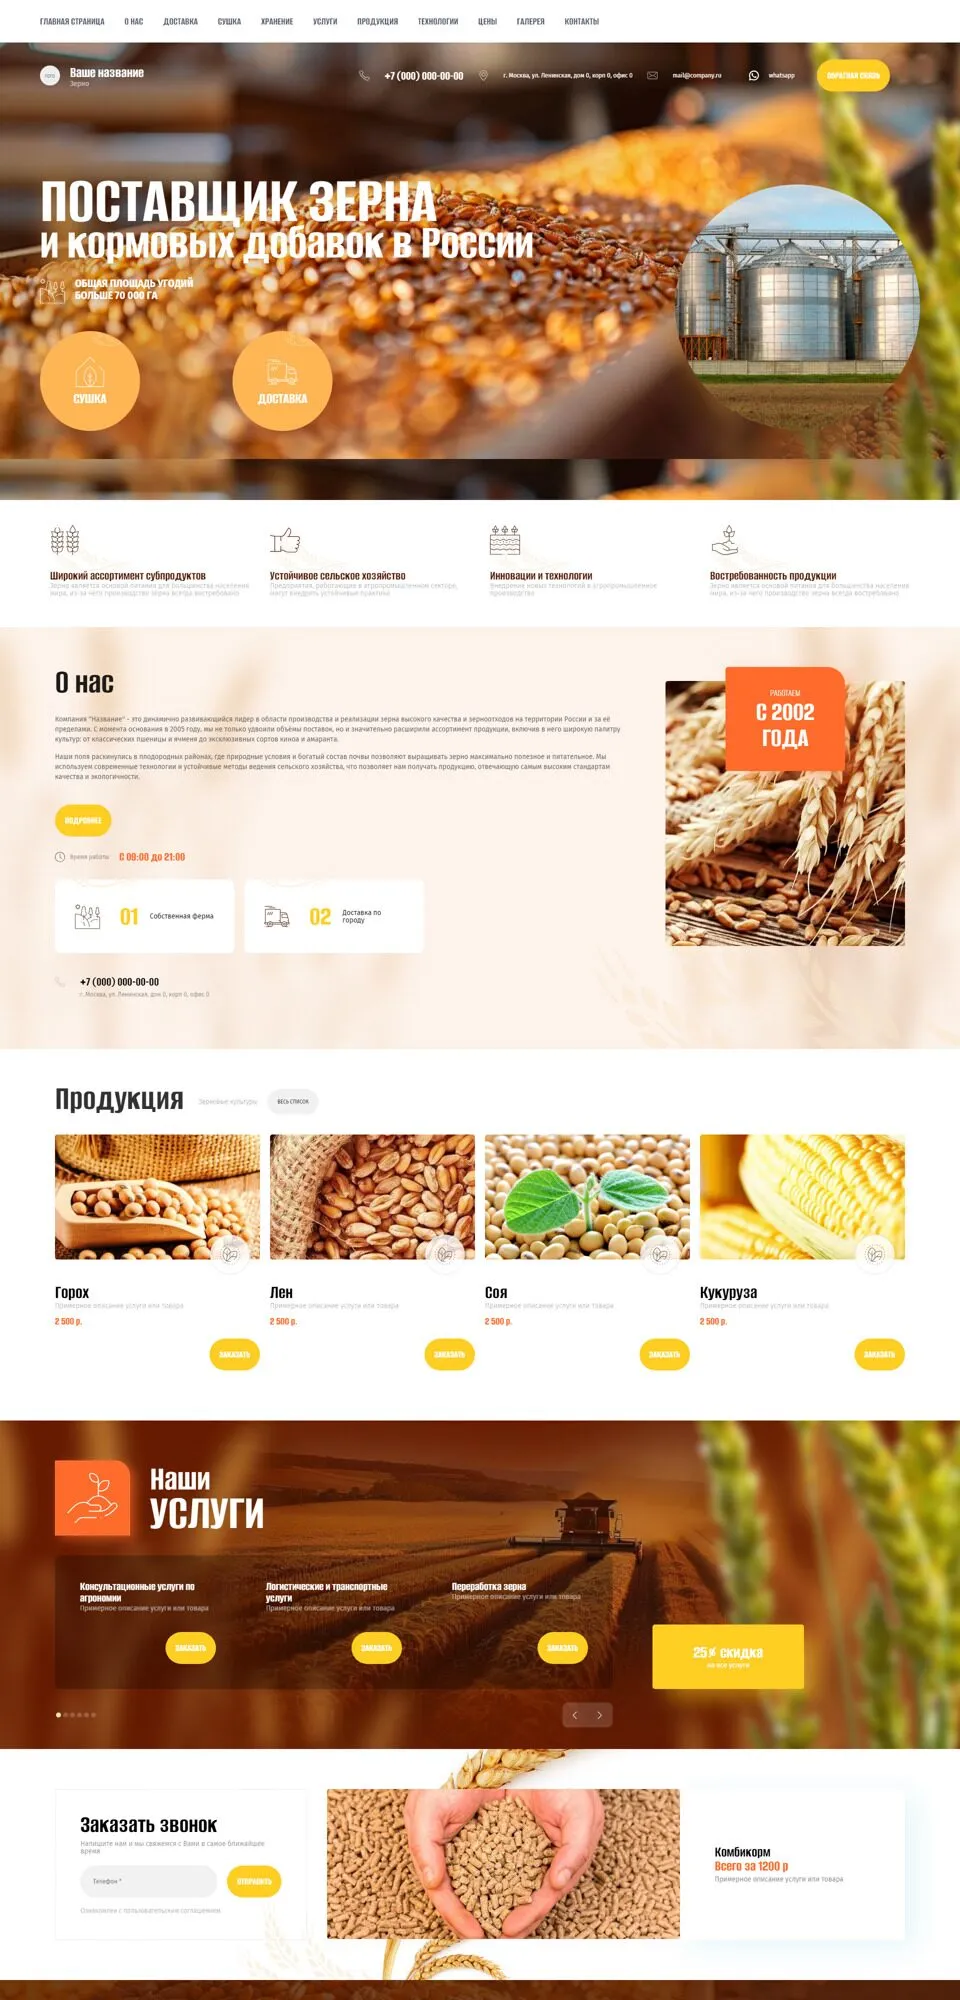 ГЛАВНАЯ СТРАНИЦА О НАС ДОСТАВКА СУШКА ХРАНЕНИЕ УСЛУГИ ПРОДУКЦИЯ ТЕХНОЛОГИИ ЦЕНЫ ГАЛЕРЕЯ КОНТАКТЫ
Ваше название
Зерно
+7 (000) 000-00-00
г. Москва, ул. Ленинская, дом 0, корп 0, офис 0
mail@company.ru
whatsapp
ОБРАТНАЯ СВЯЗЬ
ПОСТАВЩИК ЗЕРНА
и кормовых добавок в России
ОБЩАЯ ПЛОЩАДЬ УГОДИЙ
БОЛЬШЕ 70 000 ГА
СУШКА
ДОСТАВКА
Широкий ассортимент субпродуктов
Зерно является основой питания для большинства населения
мира, из-за чего производство зерна всегда востребовано
Устойчивое сельское хозяйство
Предприятия, работающие в агропромышленном секторе,
могут внедрять устойчивые практики
Инновации и технологии
Внедрение новых технологий в агропромышленное
производство
Востребованность продукции
Зерно является основой питания для большинства населения
мира, из-за чего производство зерна всегда востребовано
О нас
Компания "Название" - это динамично развивающийся лидер в области производства и реализации зерна высокого качества и зерноотходов на территории России и за её
пределами. С момента основания в 2005 году, мы не только удвоили объёмы поставок, но и значительно расширили ассортимент продукции, включив в него широкую палитру
культур: от классических пшеницы и ячменя до эксклюзивных сортов киноа и амаранта.
Наши поля раскинулись в плодородных районах, где природные условия и богатый состав почвы позволяют выращивать зерно максимально полезное и питательное. Мы
используем современные технологии и устойчивые методы ведения сельского хозяйства, что позволяет нам получать продукцию, отвечающую самым высоким стандартам
качества и экологичности.
ПОДРОБНЕЕ
Время работы С 09:00 до 21:00
01 Собственная ферма
02 Доставка по
городу
+7 (000) 000-00-00
г. Москва, ул. Ленинская, дом 0, корп 0, офис 0
РАБОТАЕМ
С 2002
ГОДА
Продукция
Зерновые культуры
ВЕСЬ СПИСОК
Горох
Примерное описание услуги или товара
2 500 р.
ЗАКАЗАТЬ
Лен
Примерное описание услуги или товара
2 500 р.
ЗАКАЗАТЬ
Соя
Примерное описание услуги или товара
2 500 р.
ЗАКАЗАТЬ
Кукуруза
Примерное описание услуги или товара
2 500 р.
ЗАКАЗАТЬ
Наши
УСЛУГИ
Консультационные услуги по
агрономии
Примерное описание услуги или товара
ЗАКАЗАТЬ
Логистические и транспортные
услуги
Примерное описание услуги или товара
ЗАКАЗАТЬ
Переработка зерна
Примерное описание услуги или товара
ЗАКАЗАТЬ
25% скидка
на все услуги
Заказать звонок
Напишите нам и мы свяжемся с Вами в самое ближайшее
время
Телефон *
ОТПРАВИТЬ
Ознакомлен с пользовательским соглашением
Комбикорм
Всего за 1200 р
Примерное описание услуги или товара